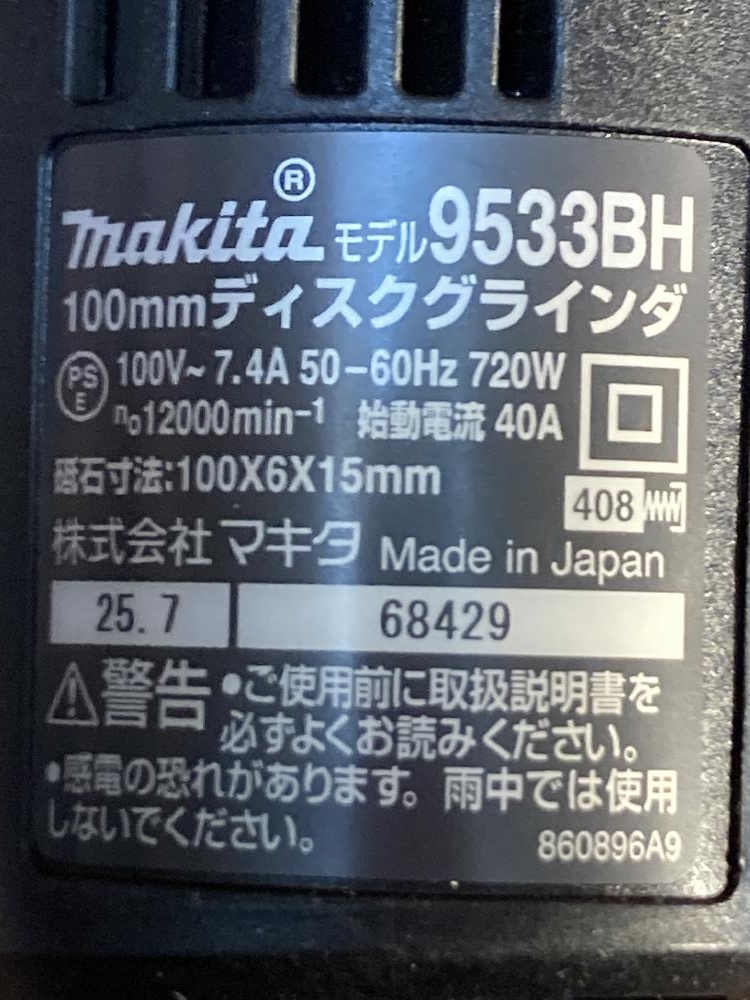 makita® モデル9533BH
100mmディスクグラインダ
PSE 100V~ 7.4A 50-60Hz 720W
n₀12000min⁻¹ 始動電流 40A
砥石寸法:100X6X15mm
408
株式会社 マキタ Made in Japan
25.7 68429
⚠警告 •ご使用前に取扱説明書を
必ずよくお読みください。
•感電の恐れがあります。雨中では使用
しないでください。 860896A9